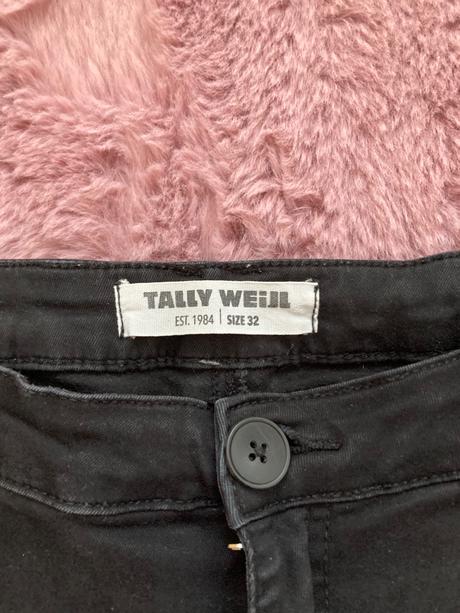 TALLY WEiJL
EST. 1984 | SIZE 32